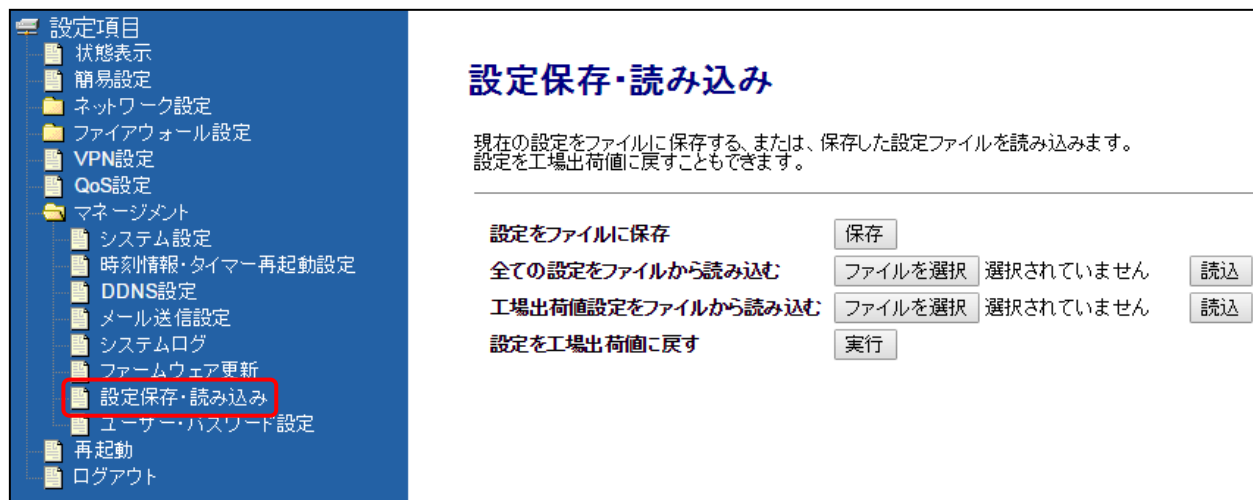 設定項目
状態表示
簡易設定
ネットワーク設定
ファイアウォール設定
VPN設定
QoS設定
マネージメント
システム設定
時刻情報・タイマー再起動設定
DDNS設定
メール送信設定
システムログ
ファームウェア更新
設定保存・読み込み
ユーザー・パスワード設定
再起動
ログアウト
設定保存・読み込み
現在の設定をファイルに保存する、または、保存した設定ファイルを読み込みます。
設定を工場出荷値に戻すこともできます。
設定をファイルに保存 保存
全ての設定をファイルから読み込む ファイルを選択 選択されていません 読込
工場出荷値設定をファイルから読み込む ファイルを選択 選択されていません 読込
設定を工場出荷値に戻す 実行